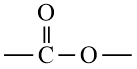 O
— C — O —